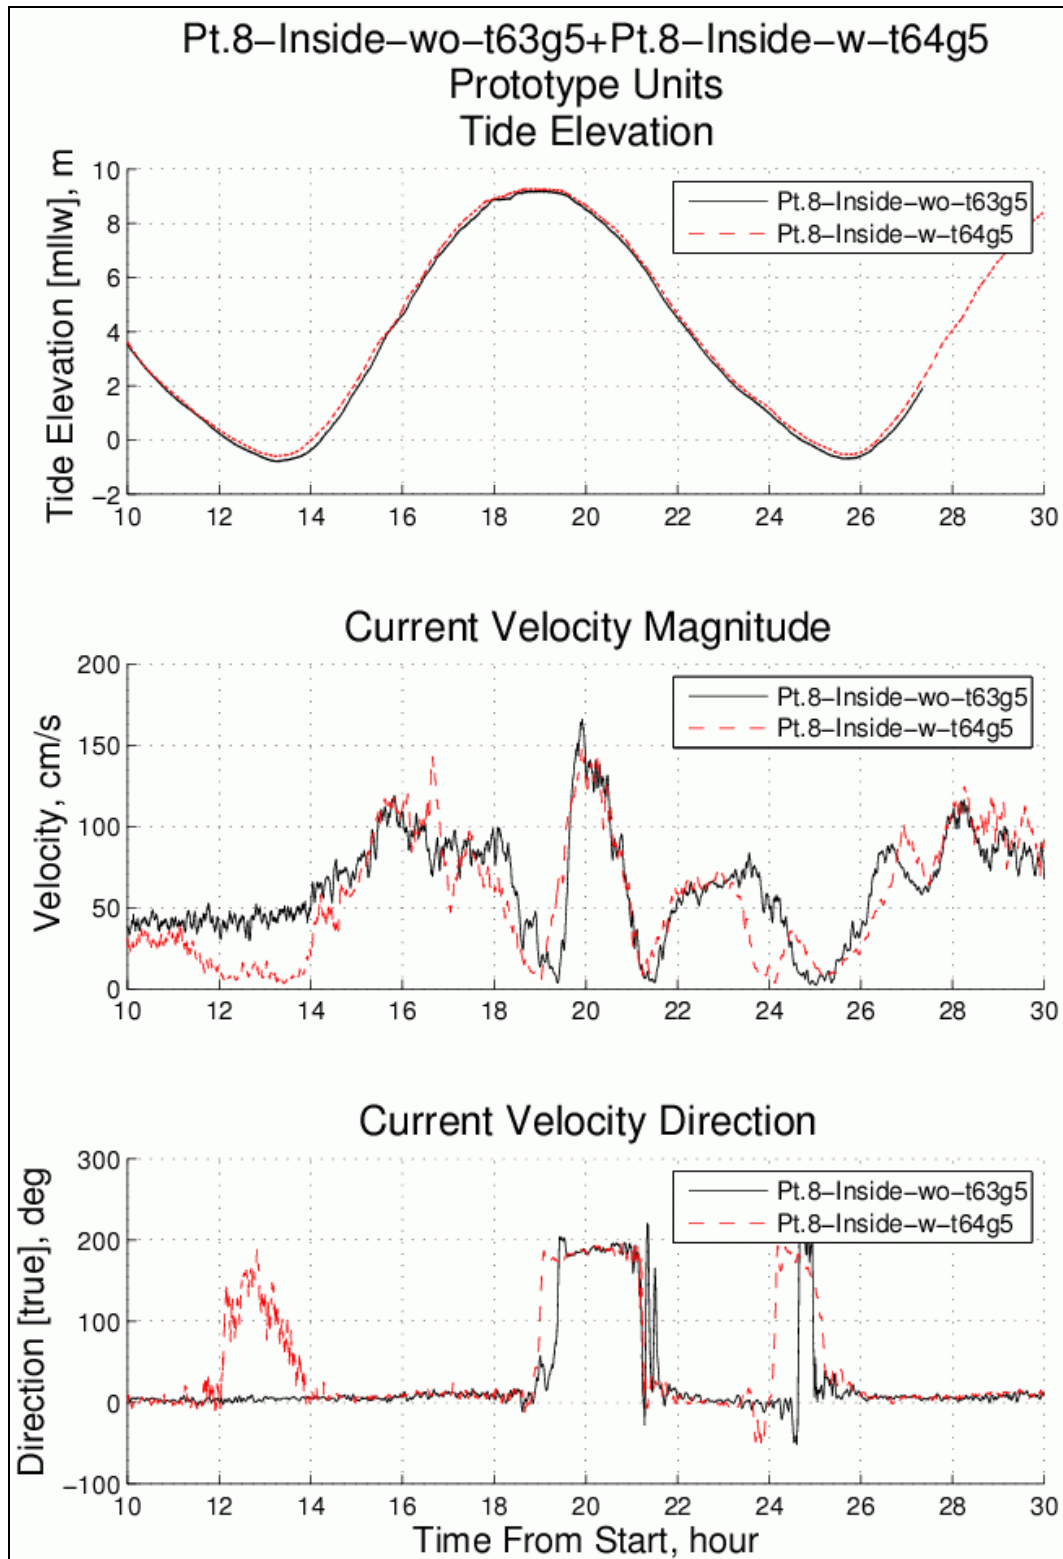 Pt.8–Inside–wo–t63g5+Pt.8–Inside–w–t64g5
Prototype Units
Tide Elevation
Tide Elevation [mllw], m
10
8
6
4
2
0
−2
Pt.8–Inside–wo–t63g5
Pt.8–Inside–w–t64g5
10 12 14 16 18 20 22 24 26 28 30
Current Velocity Magnitude
Velocity, cm/s
200
150
100
50
0
Pt.8–Inside–wo–t63g5
Pt.8–Inside–w–t64g5
10 12 14 16 18 20 22 24 26 28 30
Current Velocity Direction
Direction [true], deg
300
200
100
0
−100
Pt.8–Inside–wo–t63g5
Pt.8–Inside–w–t64g5
10 12 14 16 18 20 22 24 26 28 30
Time From Start, hour